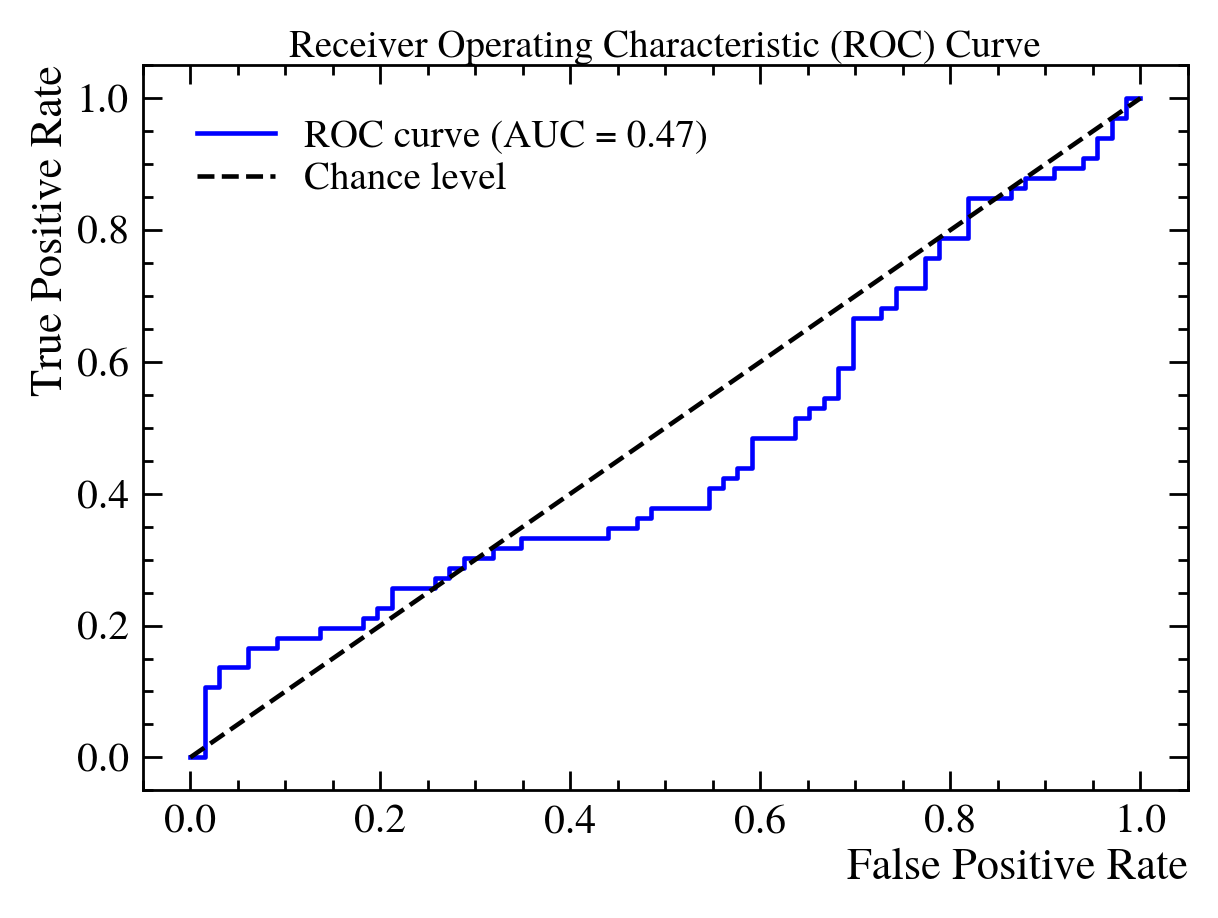 Receiver Operating Characteristic (ROC) Curve
True Positive Rate
1.0
0.8
0.6
0.4
0.2
0.0
ROC curve (AUC = 0.47)
Chance level
0.0 0.2 0.4 0.6 0.8 1.0
False Positive Rate